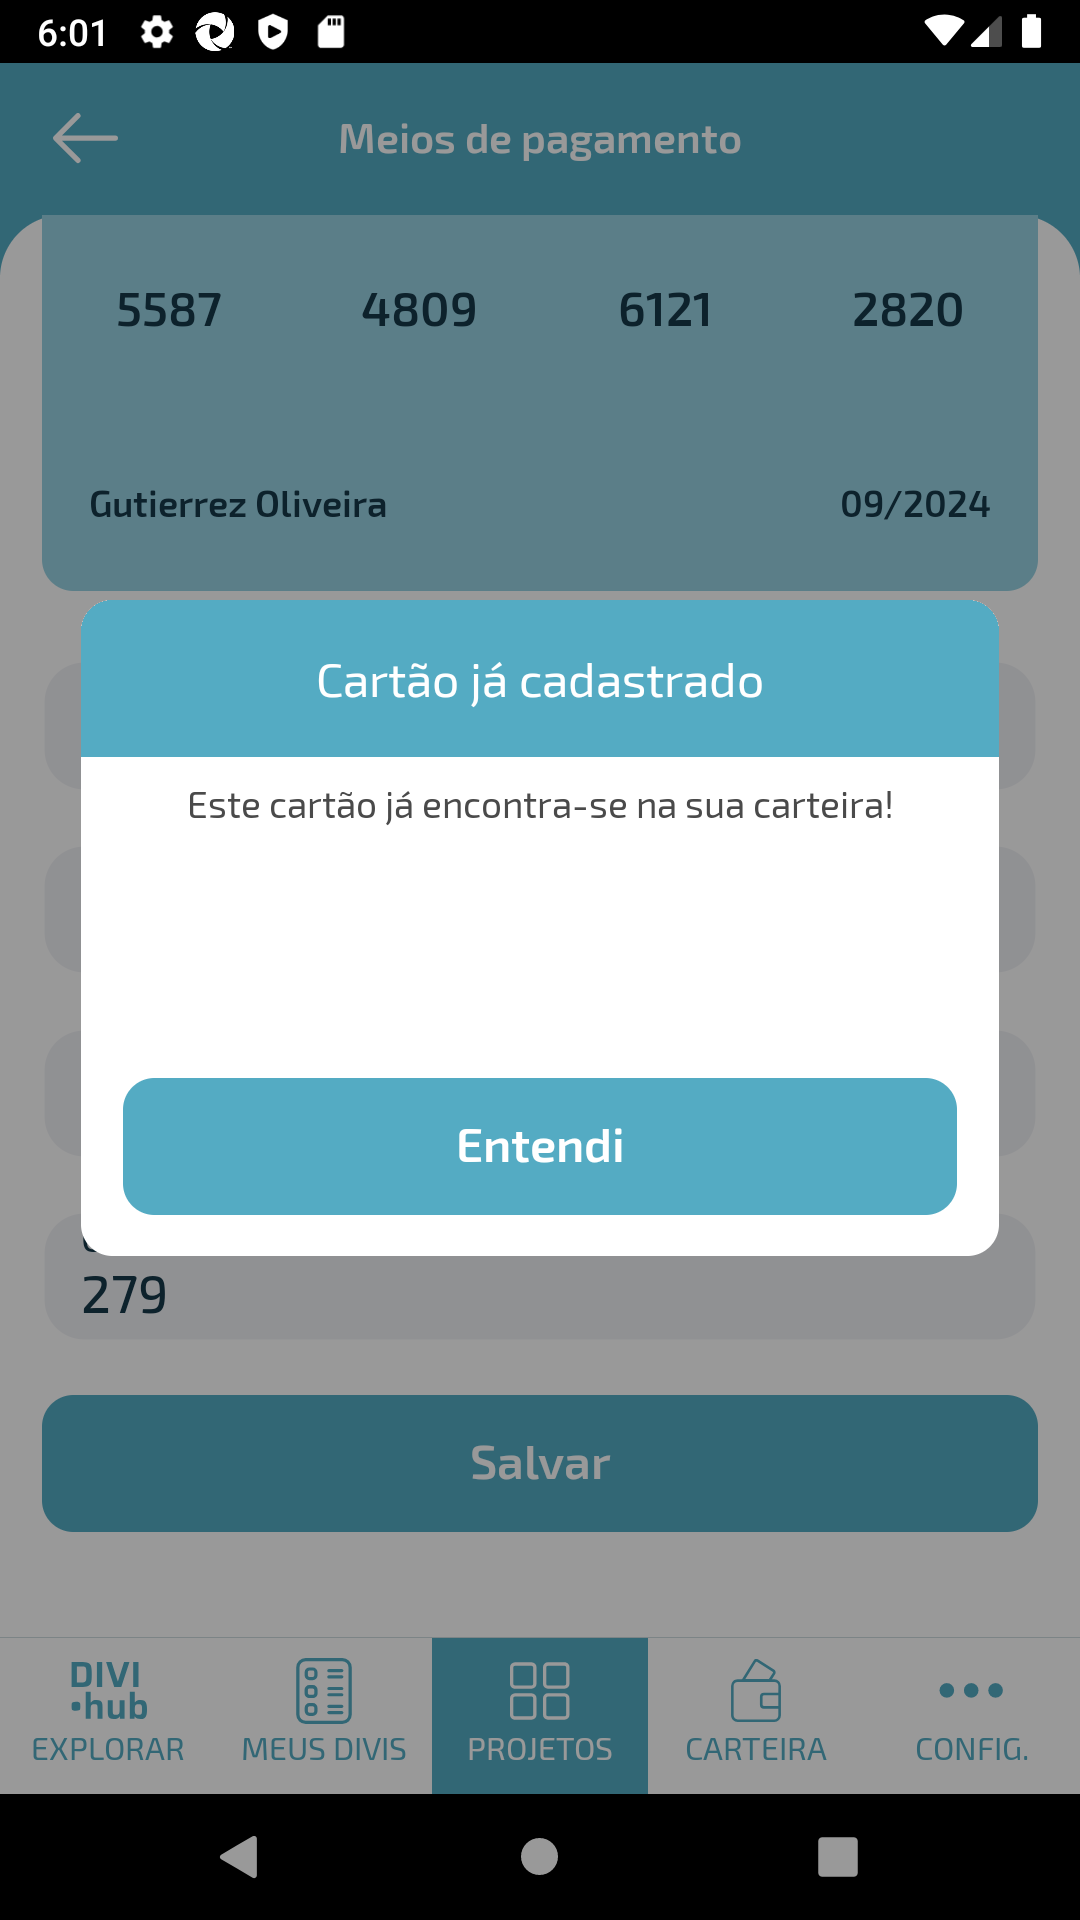 6:01
Meios de pagamento
5587 4809 6121 2820
Gutierrez Oliveira 09/2024
Cartão já cadastrado
Este cartão já encontra-se na sua carteira!
Entendi
279
Salvar
DIVI
•hub
EXPLORAR MEUS DIVIS PROJETOS CARTEIRA CONFIG.